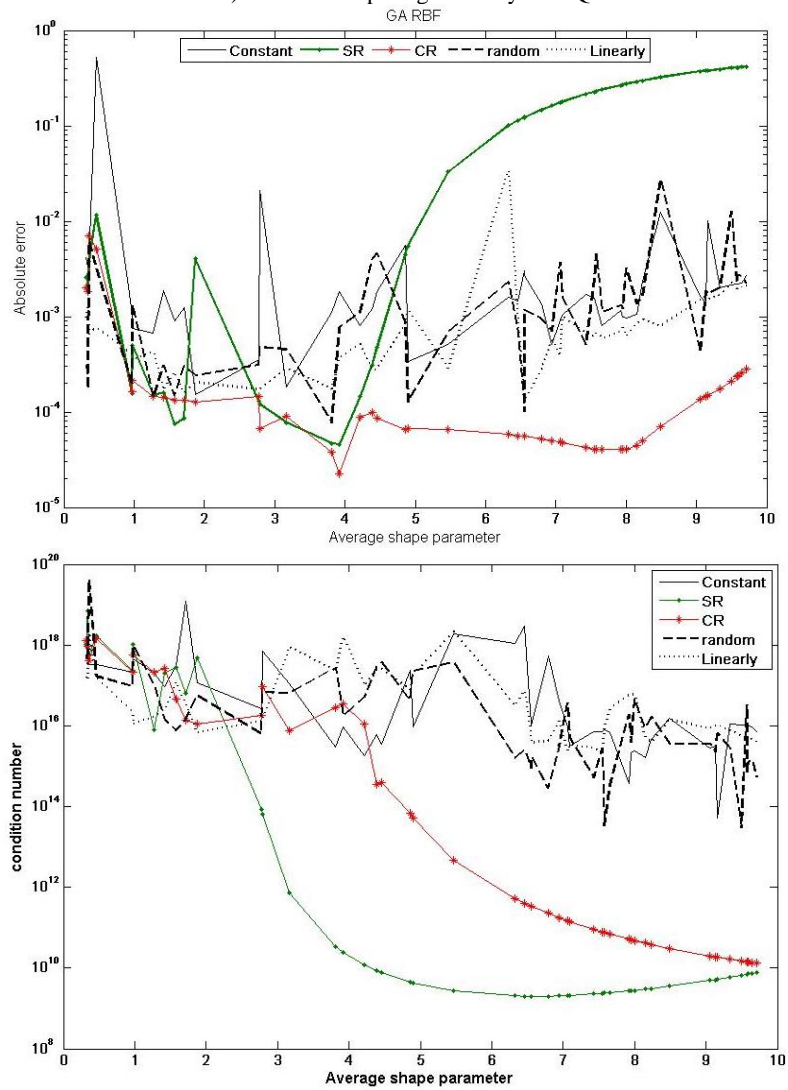 GA RBF
Constant SR CR random Linearly
10^0
10^-1
10^-2
10^-3
10^-4
10^-5
Absolute error
0 1 2 3 4 5 6 7 8 9 10
Average shape parameter
10^20
10^18
10^16
10^14
10^12
10^10
10^8
condition number
Constant
SR
CR
random
Linearly
0 1 2 3 4 5 6 7 8 9 10
Average shape parameter